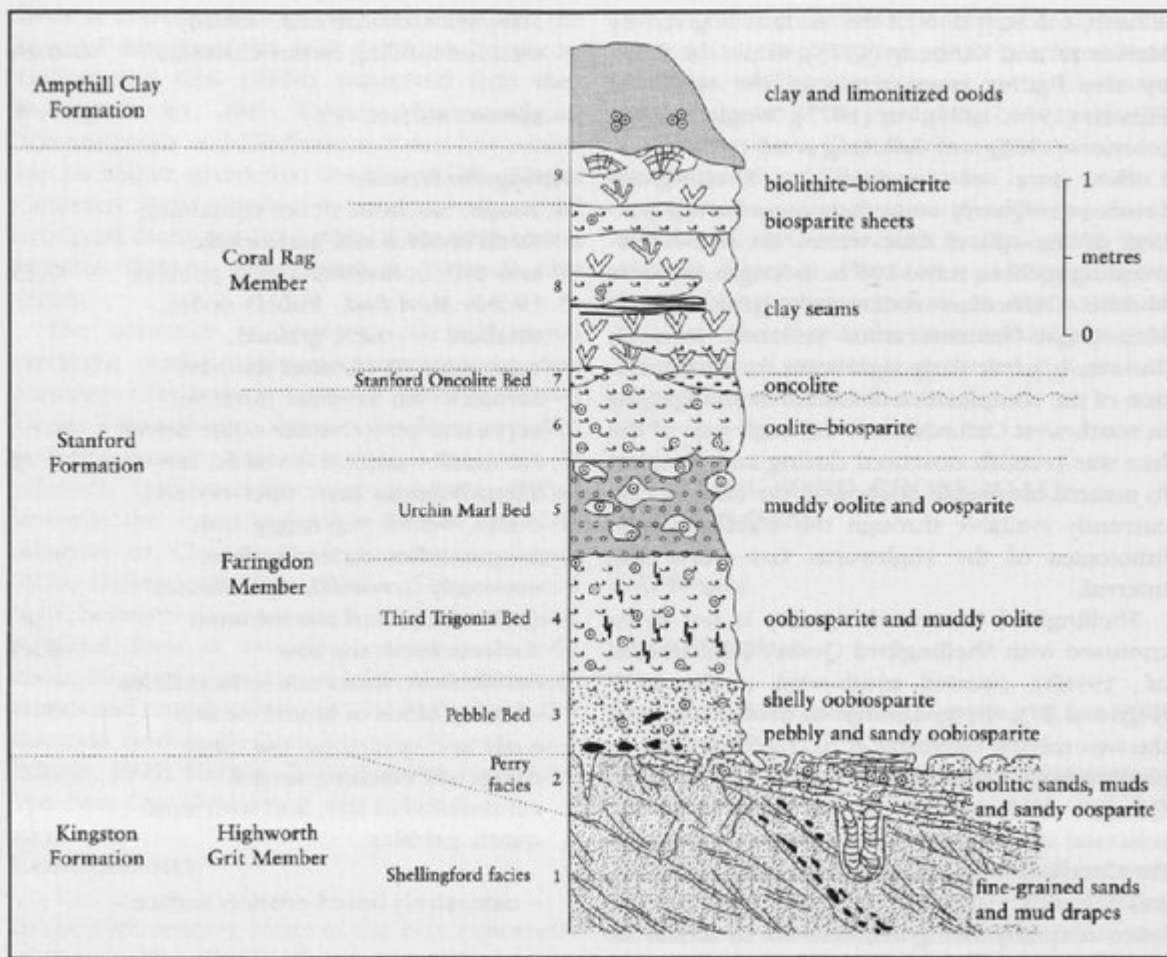 Ampthill Clay
Formation
clay and limonitized ooids
9
biolithite–biomicrite
1
biosparite sheets
Coral Rag
Member
metres
8
clay seams
0
Stanford Oncolite Bed
7
oncolite
Stanford
Formation
6
oolite–biosparite
Urchin Marl Bed
5
muddy oolite and oosparite
Faringdon
Member
Third Trigonia Bed
4
oobiosparite and muddy oolite
Pebble Bed
3
shelly oobiosparite
pebbly and sandy oobiosparite
Perry
facies
2
oolitic sands, muds
and sandy oosparite
Kingston
Formation
Highworth
Grit Member
Shellingford facies
1
fine-grained sands
and mud drapes